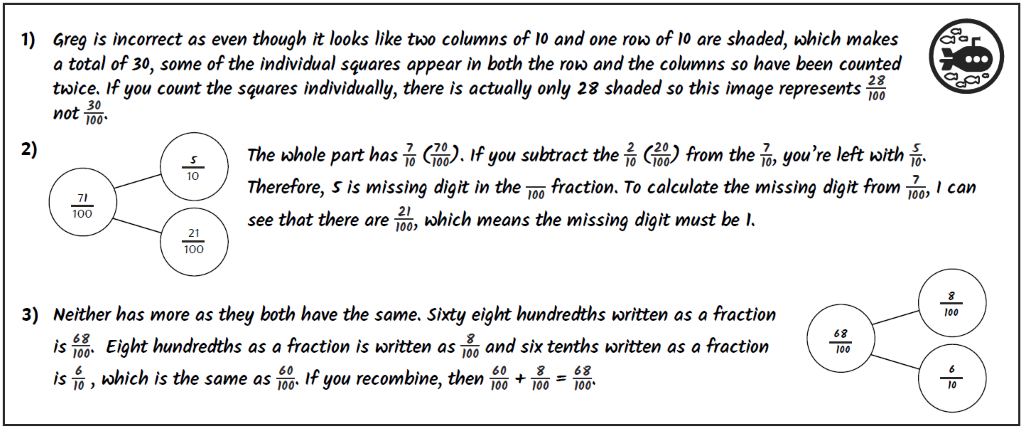 1) Greg is incorrect as even though it looks like two columns of 10 and one row of 10 are shaded, which makes
a total of 30, some of the individual squares appear in both the row and the columns so have been counted
twice. If you count the squares individually, there is actually only 28 shaded so this image represents 28/100
not 30/100.
2)
71/100
5/10
21/100
The whole part has 7/10 (70/100). If you subtract the 2/10 (20/100) from the 7/10, you're left with 5/10.
Therefore, 5 is missing digit in the __/100 fraction. To calculate the missing digit from 7/100, I can
see that there are 21/100, which means the missing digit must be 1.
3) Neither has more as they both have the same. Sixty eight hundredths written as a fraction
is 68/100. Eight hundredths as a fraction is written as 8/100 and six tenths written as a fraction
is 6/10, which is the same as 60/100. If you recombine, then 60/100 + 8/100 = 68/100.
68/100
8/100
6/10